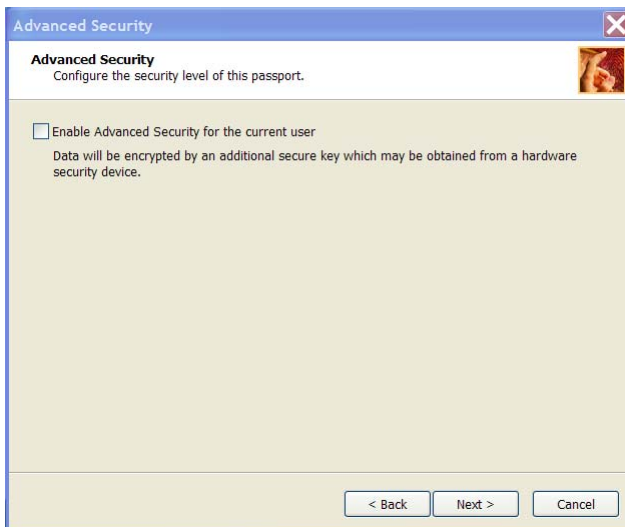 Advanced Security
Advanced Security
Configure the security level of this passport.
Enable Advanced Security for the current user
Data will be encrypted by an additional secure key which may be obtained from a hardware
security device.
< Back Next > Cancel